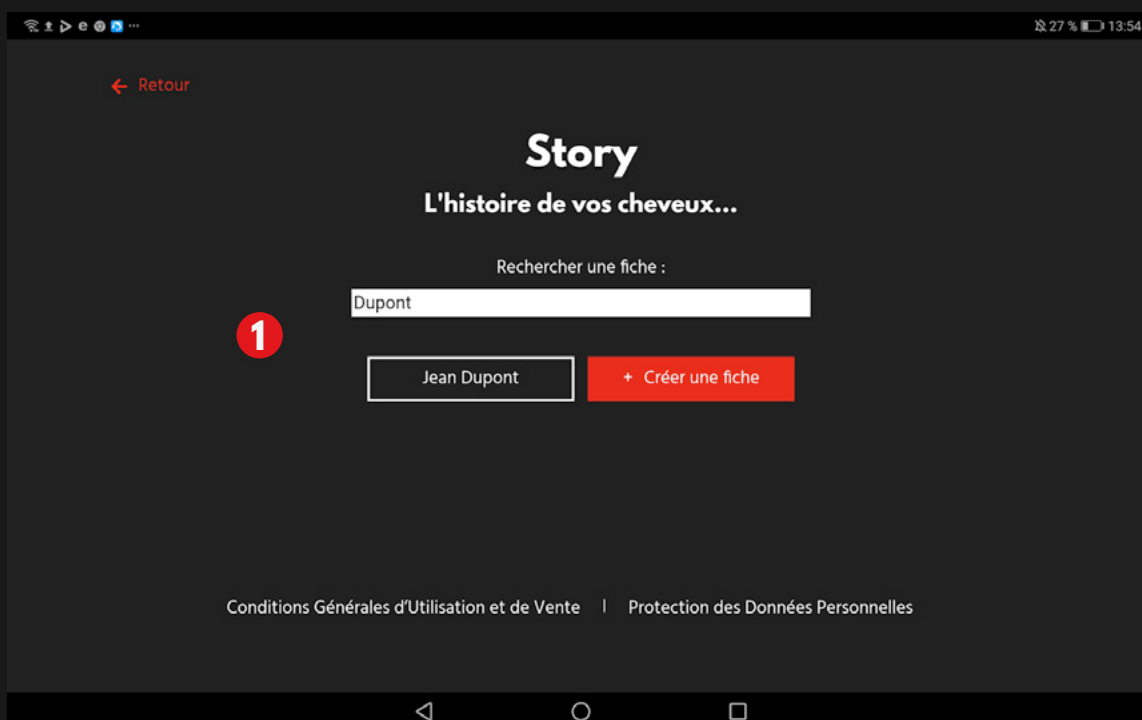 27 % 13:54
← Retour
Story
L'histoire de vos cheveux...
Rechercher une fiche :
Dupont
1
Jean Dupont
+ Créer une fiche
Conditions Générales d'Utilisation et de Vente | Protection des Données Personnelles